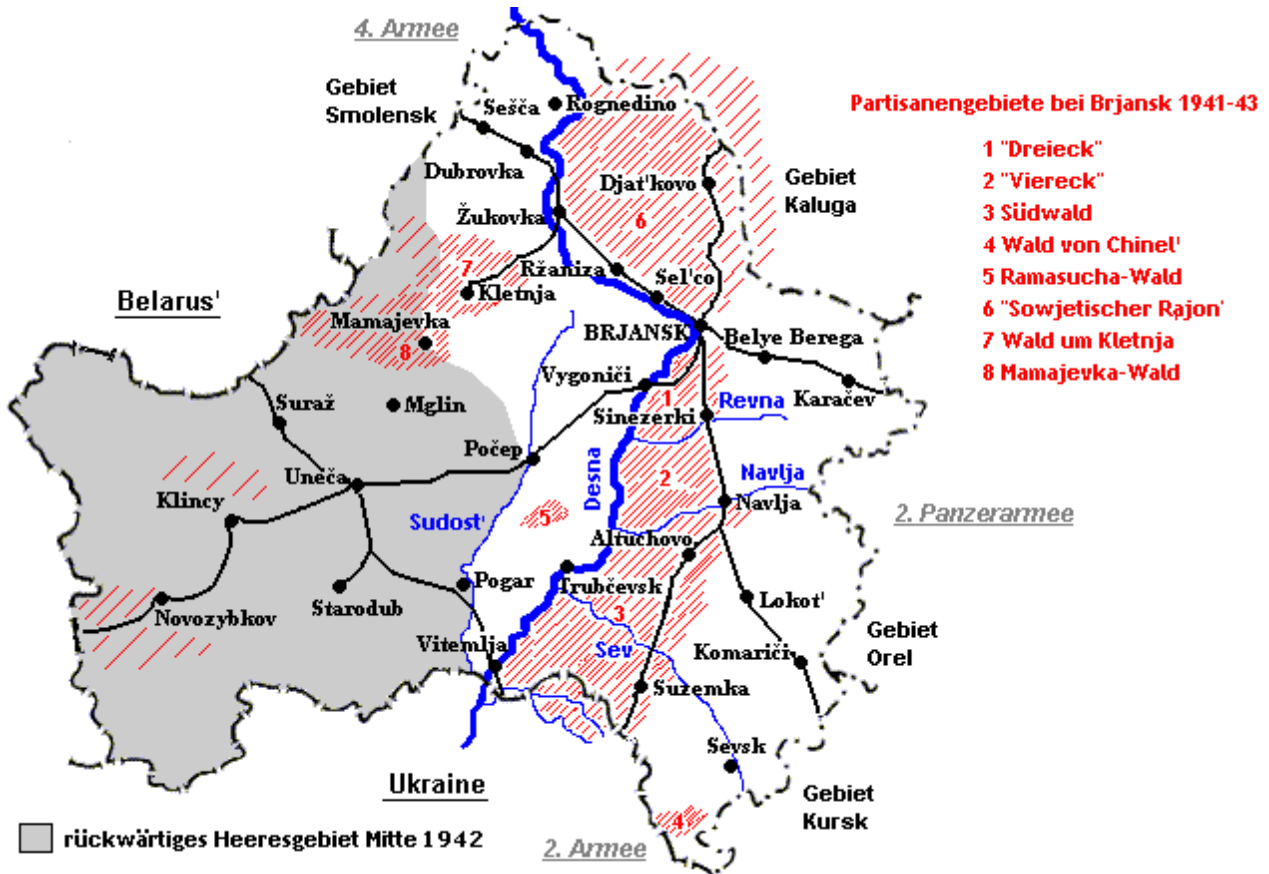 4. Armee
Gebiet
Smolensk
Sešča
Rognedino
Dubrovka
Žukovka
Djat'kovo
Gebiet
Kaluga
6
Partisanengebiete bei Brjansk 1941-43
1 "Dreieck"
2 "Viereck"
3 Südwald
4 Wald von Chinel'
5 Ramasucha-Wald
6 "Sowjetischer Rajon'
7 Wald um Kletnja
8 Mamajevka-Wald
7
Ržaniza
Sel'co
Kletnja
Belarus'
Mamajevka
8
BRJANSK
Belye Berega
Vygoniči
Karačev
1
Revna
Sinezerki
Suraž
Mglin
Počep
Uneča
Desna
2
Navlja
Navlja
Klincy
Sudost'
5
2. Panzerarmee
Altuchovo
Trubčevsk
Pogar
Starodub
Novozybkov
Lokot'
3
Gebiet
Orel
Vitemlja
Sev
Komariči
Suzemka
Sevsk
Ukraine
Gebiet
Kursk
4
rückwärtiges Heeresgebiet Mitte 1942
2. Armee